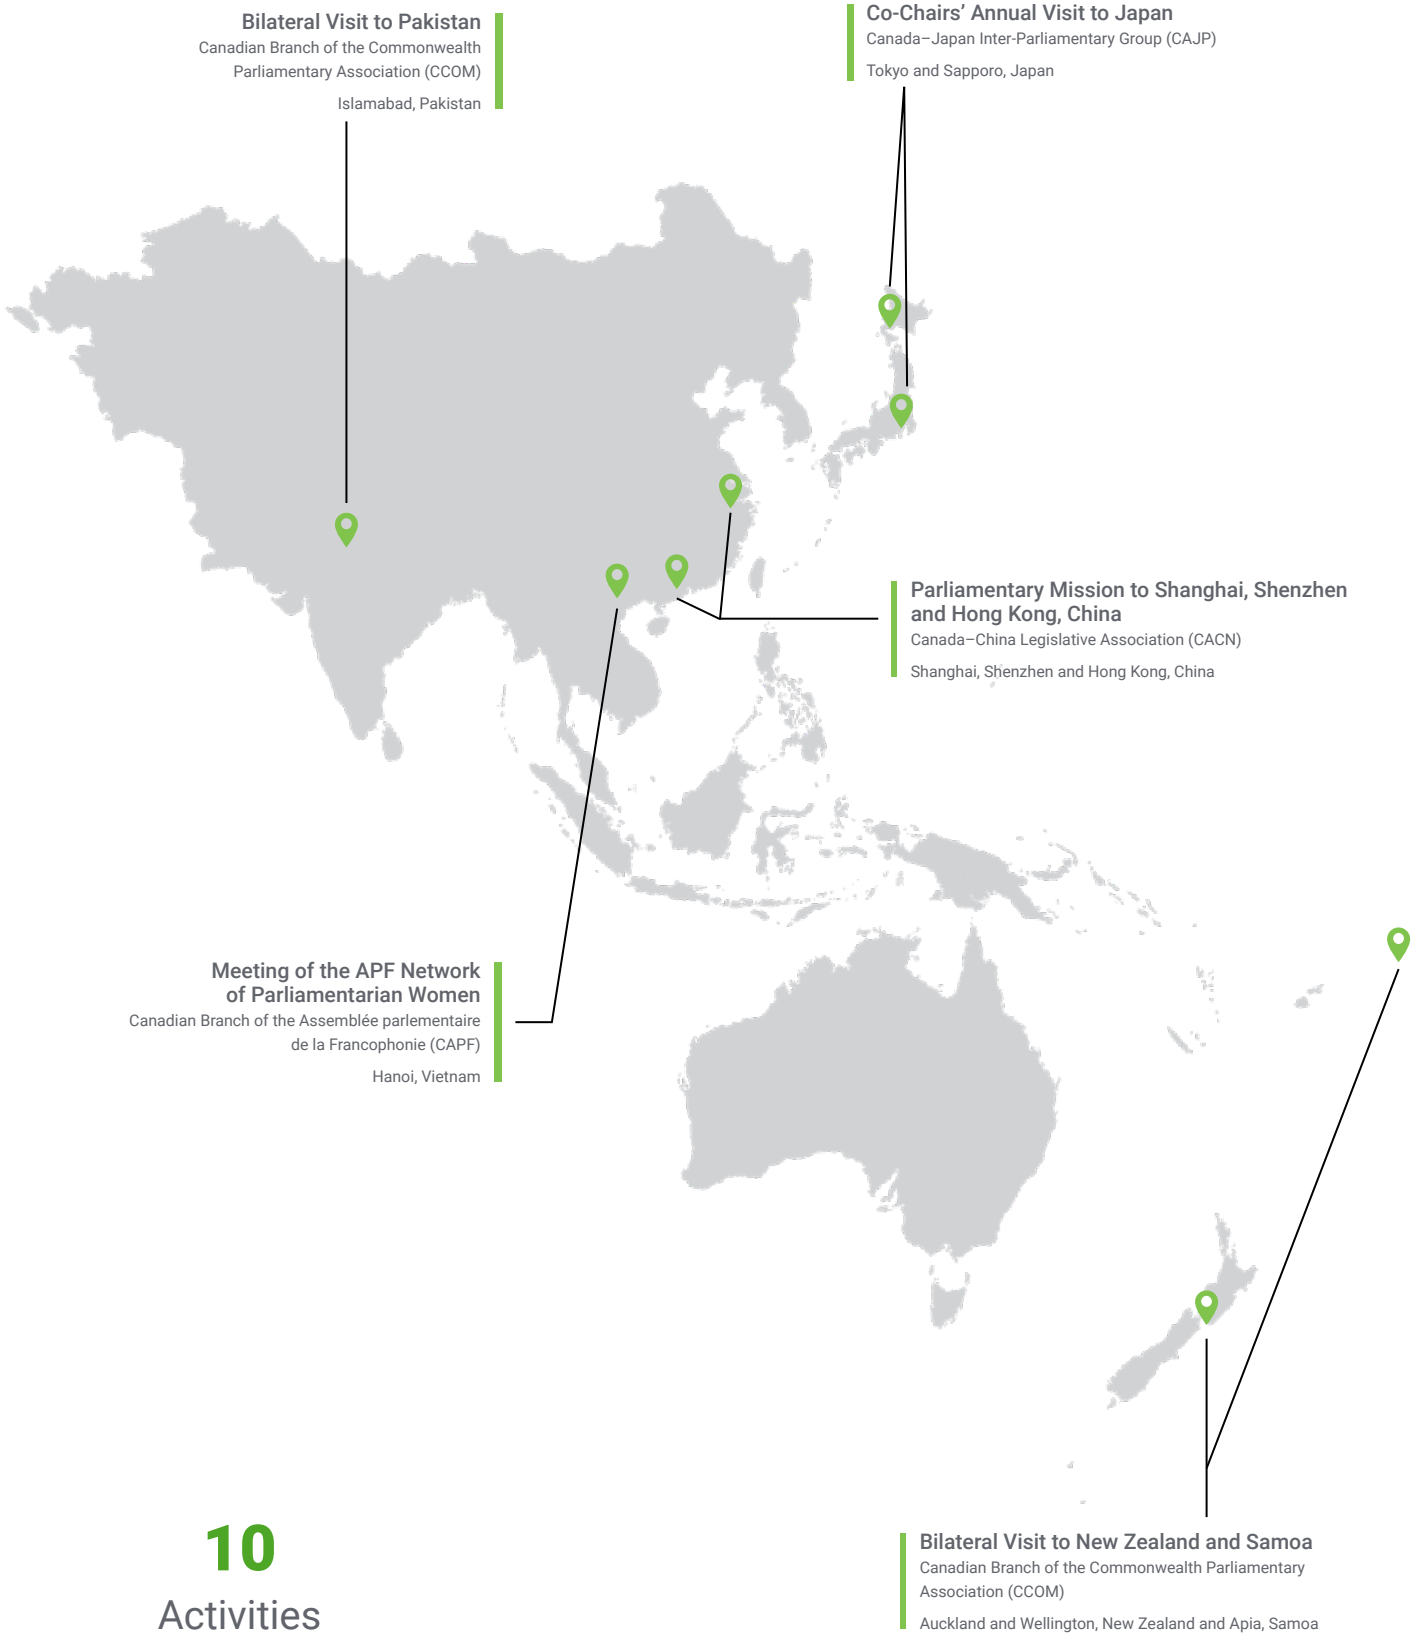 Bilateral Visit to Pakistan
Canadian Branch of the Commonwealth
Parliamentary Association (CCOM)
Islamabad, Pakistan
Co-Chairs’ Annual Visit to Japan
Canada–Japan Inter-Parliamentary Group (CAJP)
Tokyo and Sapporo, Japan
Parliamentary Mission to Shanghai, Shenzhen
and Hong Kong, China
Canada–China Legislative Association (CACN)
Shanghai, Shenzhen and Hong Kong, China
Meeting of the APF Network
of Parliamentarian Women
Canadian Branch of the Assemblée parlementaire
de la Francophonie (CAPF)
Hanoi, Vietnam
10
Activities
Bilateral Visit to New Zealand and Samoa
Canadian Branch of the Commonwealth Parliamentary
Association (CCOM)
Auckland and Wellington, New Zealand and Apia, Samoa